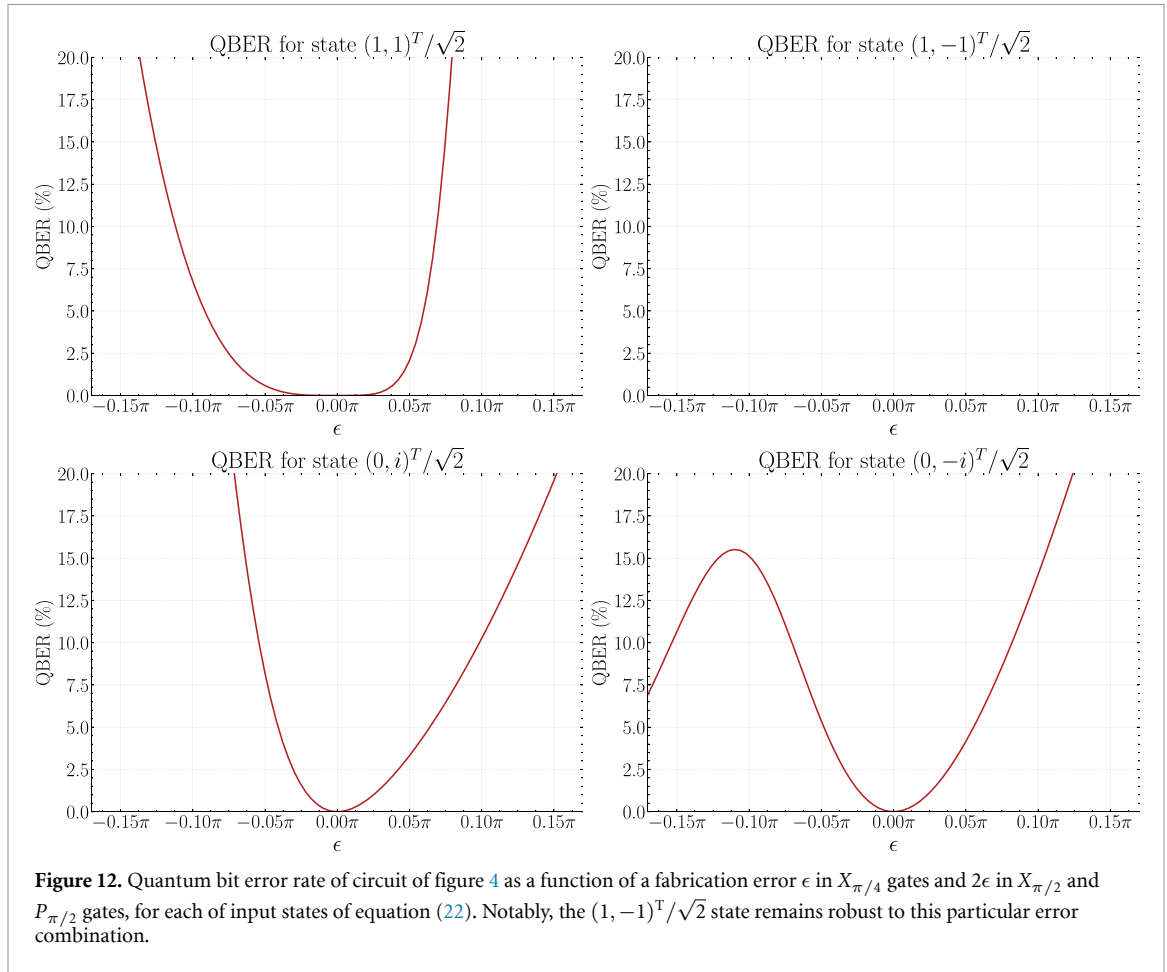 QBER for state $(1, 1)^T/\sqrt{2}$
20.0
17.5
15.0
12.5
10.0
7.5
5.0
2.5
0.0
QBER (%)
−0.15π −0.10π −0.05π 0.00π 0.05π 0.10π 0.15π
ϵ
QBER for state $(1, -1)^T/\sqrt{2}$
20.0
17.5
15.0
12.5
10.0
7.5
5.0
2.5
0.0
QBER (%)
−0.15π −0.10π −0.05π 0.00π 0.05π 0.10π 0.15π
ϵ
QBER for state $(0, i)^T/\sqrt{2}$
20.0
17.5
15.0
12.5
10.0
7.5
5.0
2.5
0.0
QBER (%)
−0.15π −0.10π −0.05π 0.00π 0.05π 0.10π 0.15π
ϵ
QBER for state $(0, -i)^T/\sqrt{2}$
20.0
17.5
15.0
12.5
10.0
7.5
5.0
2.5
0.0
QBER (%)
−0.15π −0.10π −0.05π 0.00π 0.05π 0.10π 0.15π
ϵ
Figure 12. Quantum bit error rate of circuit of figure 4 as a function of a fabrication error ϵ in $X_{\pi/4}$ gates and 2ϵ in $X_{\pi/2}$ and
$P_{\pi/2}$ gates, for each of input states of equation (22). Notably, the $(1, -1)^T/\sqrt{2}$ state remains robust to this particular error
combination.